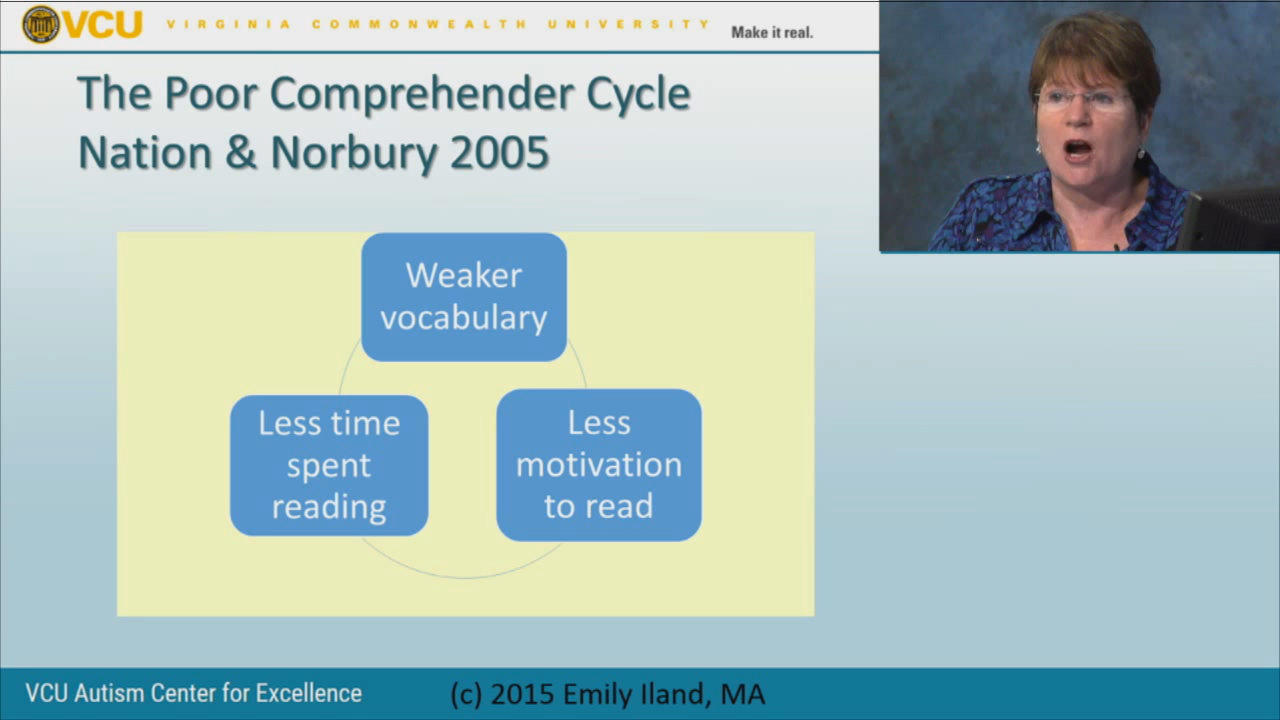 VCU VIRGINIA COMMONWEALTH UNIVERSITY Make it real.
The Poor Comprehender Cycle
Nation & Norbury 2005
Weaker
vocabulary
Less time
spent
reading
Less
motivation
to read
VCU Autism Center for Excellence (c) 2015 Emily Iland, MA